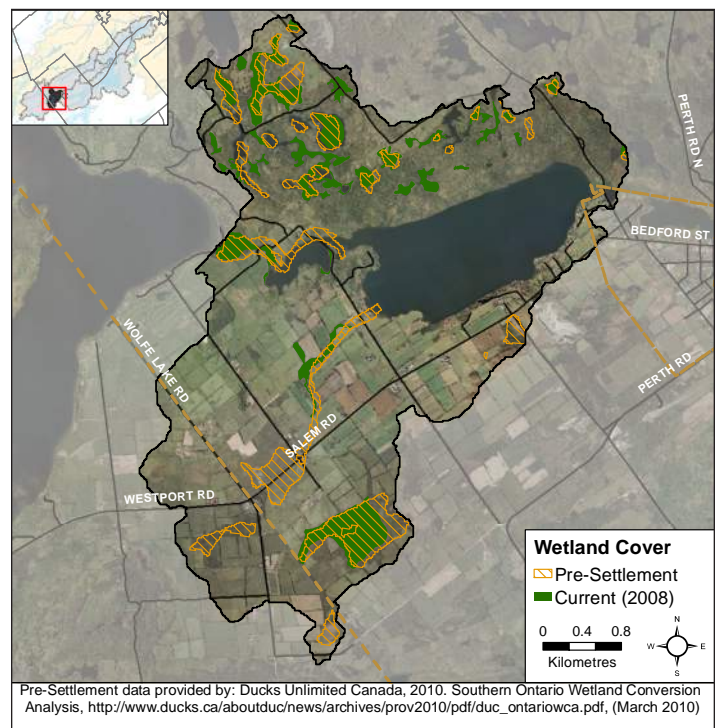 PERTH RD N
BEDFORD ST
WOLFE LAKE RD
PERTH RD
SALEM RD
WESTPORT RD
Wetland Cover
Pre-Settlement
Current (2008)
0 0.4 0.8
Kilometres
N
W E
S
Pre-Settlement data provided by: Ducks Unlimited Canada, 2010. Southern Ontario Wetland Conversion
Analysis, http://www.ducks.ca/aboutduc/news/archives/prov2010/pdf/duc_ontariowca.pdf, (March 2010)